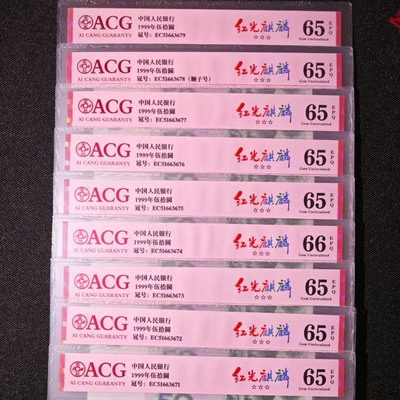 ACG
AI CANG GUARANTY
中国人民银行
1999年伍拾圆
冠号：EC51663679
红光麒麟
☆☆☆
65 EPQ
Gem Uncirculated
ACG
AI CANG GUARANTY
中国人民银行
1999年伍拾圆
冠号：EC51663678（顺子号）
红光麒麟
☆☆☆
65 EPQ
Gem Uncirculated
ACG
AI CANG GUARANTY
中国人民银行
1999年伍拾圆
冠号：EC51663677
红光麒麟
☆☆☆
65 EPQ
Gem Uncirculated
ACG
AI CANG GUARANTY
中国人民银行
1999年伍拾圆
冠号：EC51663676
红光麒麟
☆☆☆
65 EPQ
Gem Uncirculated
ACG
AI CANG GUARANTY
中国人民银行
1999年伍拾圆
冠号：EC51663675
红光麒麟
☆☆☆
65 EPQ
Gem Uncirculated
ACG
AI CANG GUARANTY
中国人民银行
1999年伍拾圆
冠号：EC51663674
红光麒麟
☆☆☆
66 EPQ
Gem Uncirculated
ACG
AI CANG GUARANTY
中国人民银行
1999年伍拾圆
冠号：EC51663673
红光麒麟
☆☆☆
65 EPQ
Gem Uncirculated
ACG
AI CANG GUARANTY
中国人民银行
1999年伍拾圆
冠号：EC51663672
红光麒麟
☆☆☆
65 EPQ
Gem Uncirculated
ACG
AI CANG GUARANTY
中国人民银行
1999年伍拾圆
冠号：EC51663671
红光麒麟
☆☆☆
65 EPQ
Gem Uncirculated